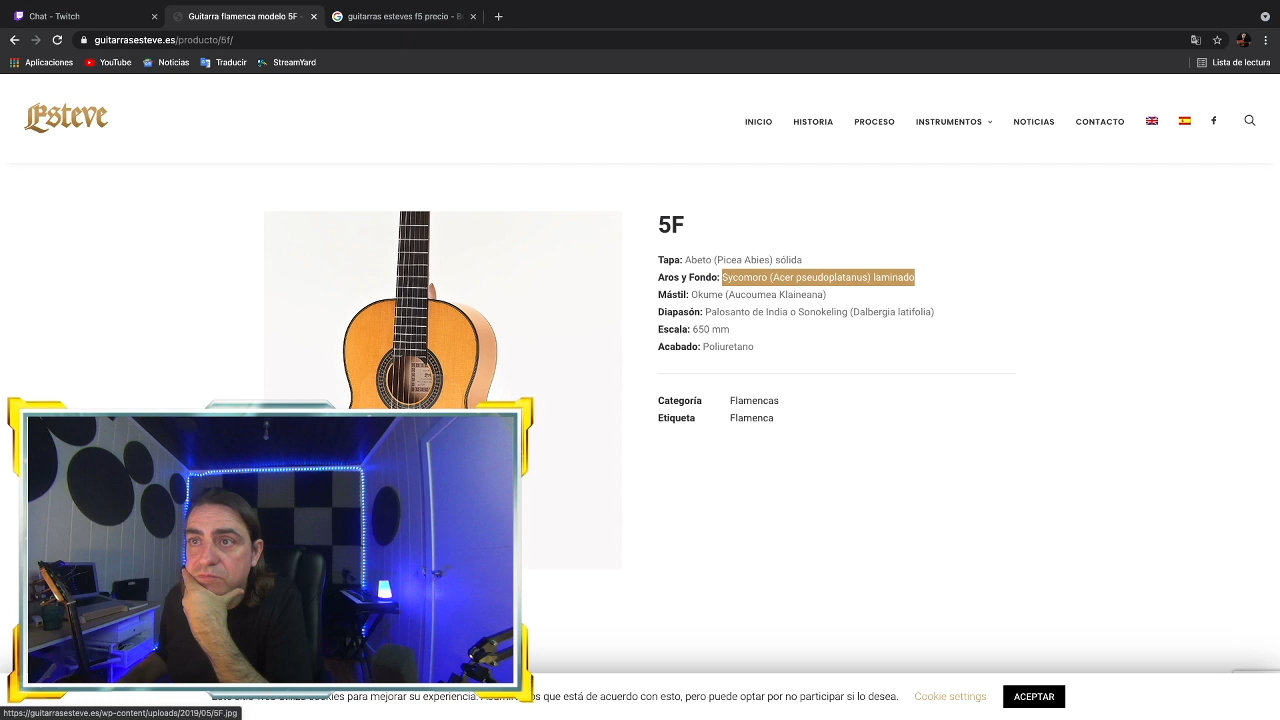 Chat - Twitch
Guitarra flamenca modelo 5F -
guitarras esteves f5 precio - B
guitarrasesteve.es/producto/5f/
Aplicaciones
YouTube
Noticias
Traducir
StreamYard
Lista de lectura
Esteve
INICIO
HISTORIA
PROCESO
INSTRUMENTOS
NOTICIAS
CONTACTO
5F
Tapa: Abeto (Picea Abies) sólida
Aros y Fondo: Sycomoro (Acer pseudoplatanus) laminado
Mástil: Okume (Aucoumea Klaineana)
Diapasón: Palosanto de India o Sonokeling (Dalbergia latifolia)
Escala: 650 mm
Acabado: Poliuretano
Categoría Flamencas
Etiqueta Flamenca
para mejorar su experiencia. que está de acuerdo con esto, pero puede optar por no participar si lo desea.
Cookie settings
ACEPTAR
https://guitarrasesteve.es/wp-content/uploads/2019/05/5F.jpg